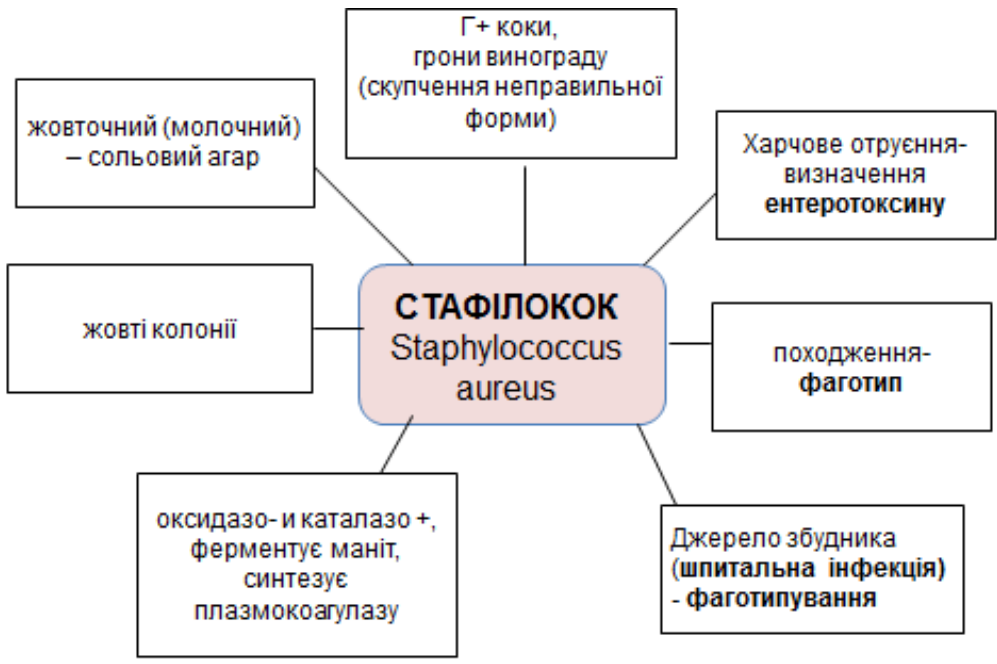 Г+ коки,
грони винограду
(скупчення неправильної
форми)
жовточний (молочний)
– сольовий агар
Харчове отруєння-
визначення
ентеротоксину
жовті колонії
СТАФІЛОКОК
Staphylococcus
aureus
походження-
фаготип
оксидазо- и каталазо +,
ферментує маніт,
синтезує
плазмокоагулазу
Джерело збудника
(шпитальна інфекція)
- фаготипування